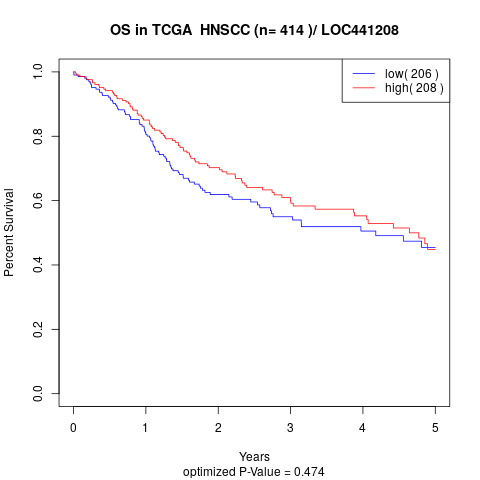 OS in TCGA  HNSCC (n= 414 )/ LOC441208
low( 206 )
high( 208 )
Percent Survival
1.0
0.8
0.6
0.4
0.2
0.0
0 1 2 3 4 5
Years
optimized P-Value = 0.474